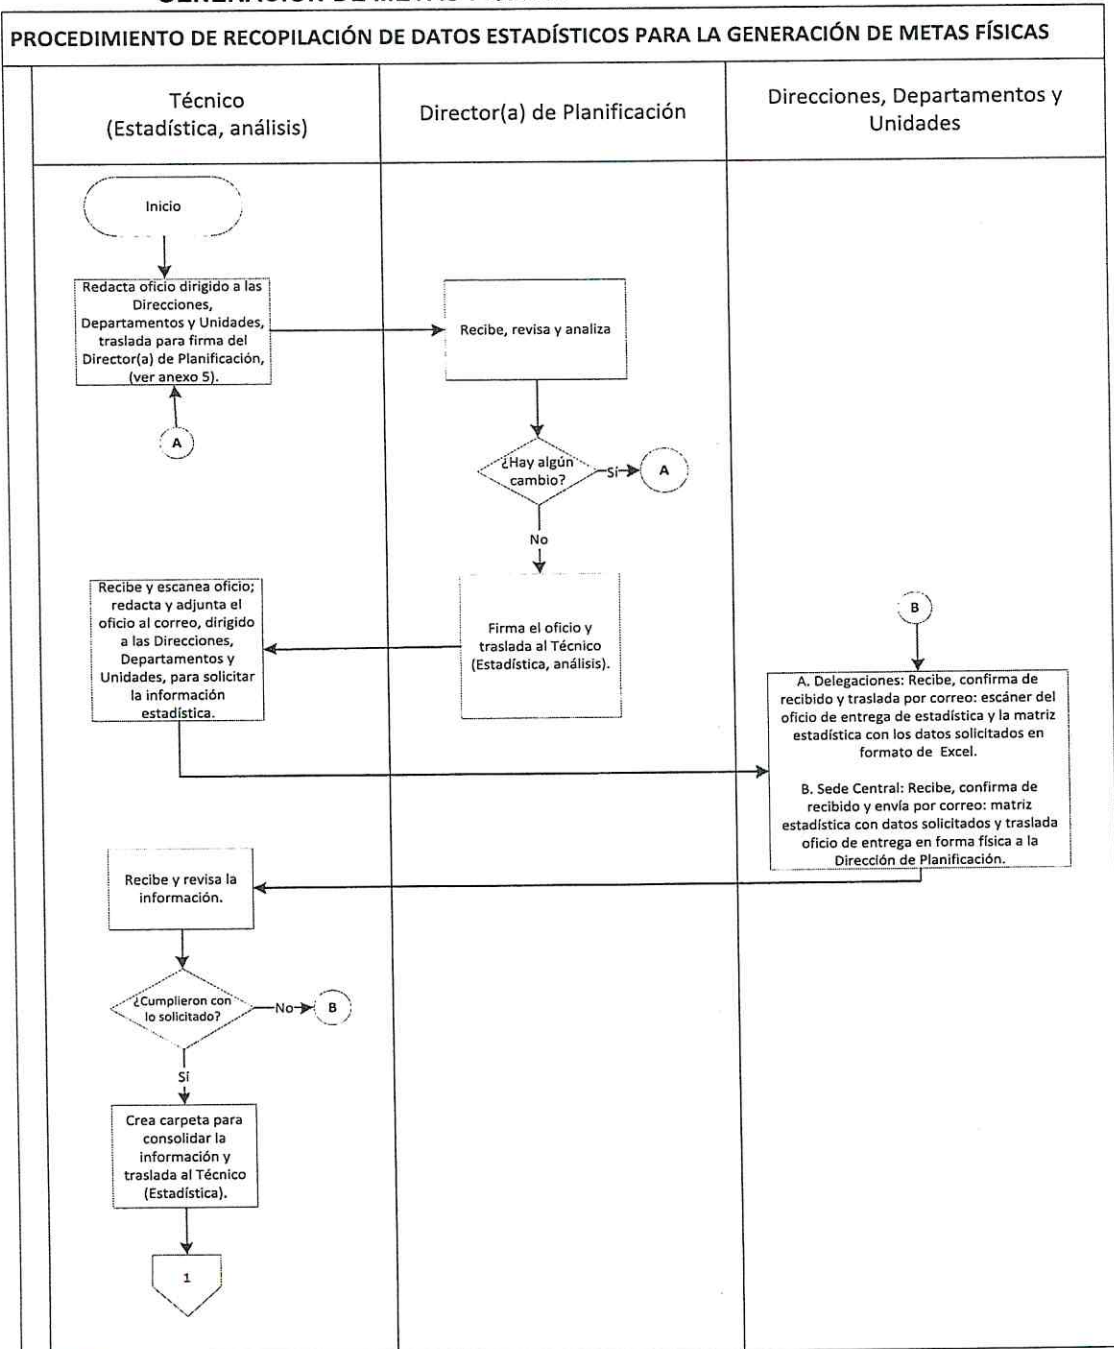 PROCEDIMIENTO DE RECOPILACIÓN DE DATOS ESTADÍSTICOS PARA LA GENERACIÓN DE METAS FÍSICAS
Técnico
(Estadística, análisis)
Director(a) de Planificación
Direcciones, Departamentos y
Unidades
Inicio
Redacta oficio dirigido a las
Direcciones,
Departamentos y Unidades,
traslada para firma del
Director(a) de Planificación,
(ver anexo 5).
A
Recibe, revisa y analiza
¿Hay algún
cambio?
Sí
A
No
Firma el oficio y
traslada al Técnico
(Estadística, análisis).
Recibe y escanea oficio;
redacta y adjunta el
oficio al correo, dirigido
a las Direcciones,
Departamentos y
Unidades, para solicitar
la información
estadística.
B
A. Delegaciones: Recibe, confirma de
recibido y traslada por correo: escáner del
oficio de entrega de estadística y la matriz
estadística con los datos solicitados en
formato de Excel.
B. Sede Central: Recibe, confirma de
recibido y envía por correo: matriz
estadística con datos solicitados y traslada
oficio de entrega en forma física a la
Dirección de Planificación.
Recibe y revisa la
información.
¿Cumplieron con
lo solicitado?
No
B
Sí
Crea carpeta para
consolidar la
información y
traslada al Técnico
(Estadística).
1